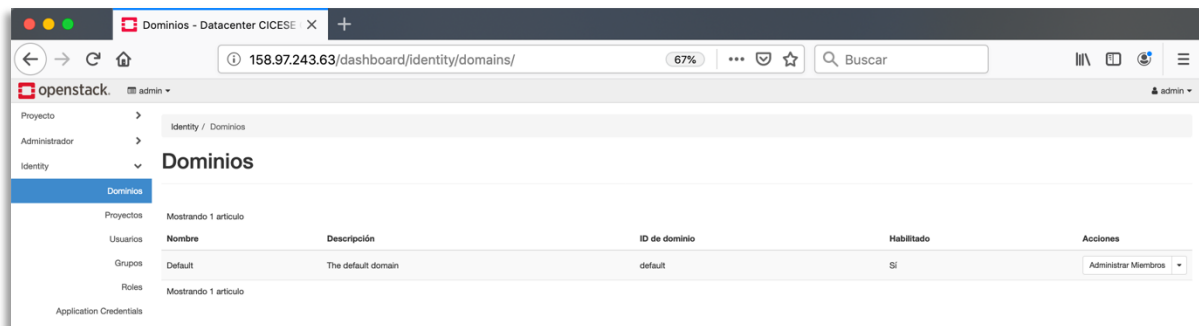 Dominios - Datacenter CICESE
158.97.243.63/dashboard/identity/domains/
67%
Buscar
openstack.
admin
admin
Proyecto
Identity / Dominios
Administrador
Identity
Dominios
Dominios
Proyectos
Mostrando 1 artículo
Usuarios
Nombre Descripción ID de dominio Habilitado Acciones
Grupos
Default The default domain default Sí Administrar Miembros
Roles
Mostrando 1 artículo
Application Credentials